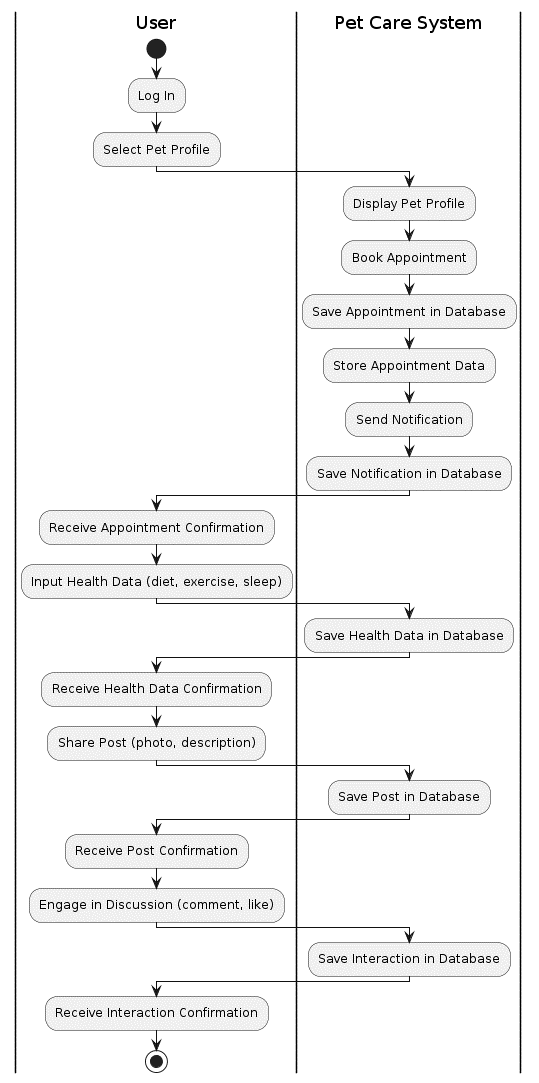 User
Pet Care System
Log In
Select Pet Profile
Display Pet Profile
Book Appointment
Save Appointment in Database
Store Appointment Data
Send Notification
Save Notification in Database
Receive Appointment Confirmation
Input Health Data (diet, exercise, sleep)
Save Health Data in Database
Receive Health Data Confirmation
Share Post (photo, description)
Save Post in Database
Receive Post Confirmation
Engage in Discussion (comment, like)
Save Interaction in Database
Receive Interaction Confirmation